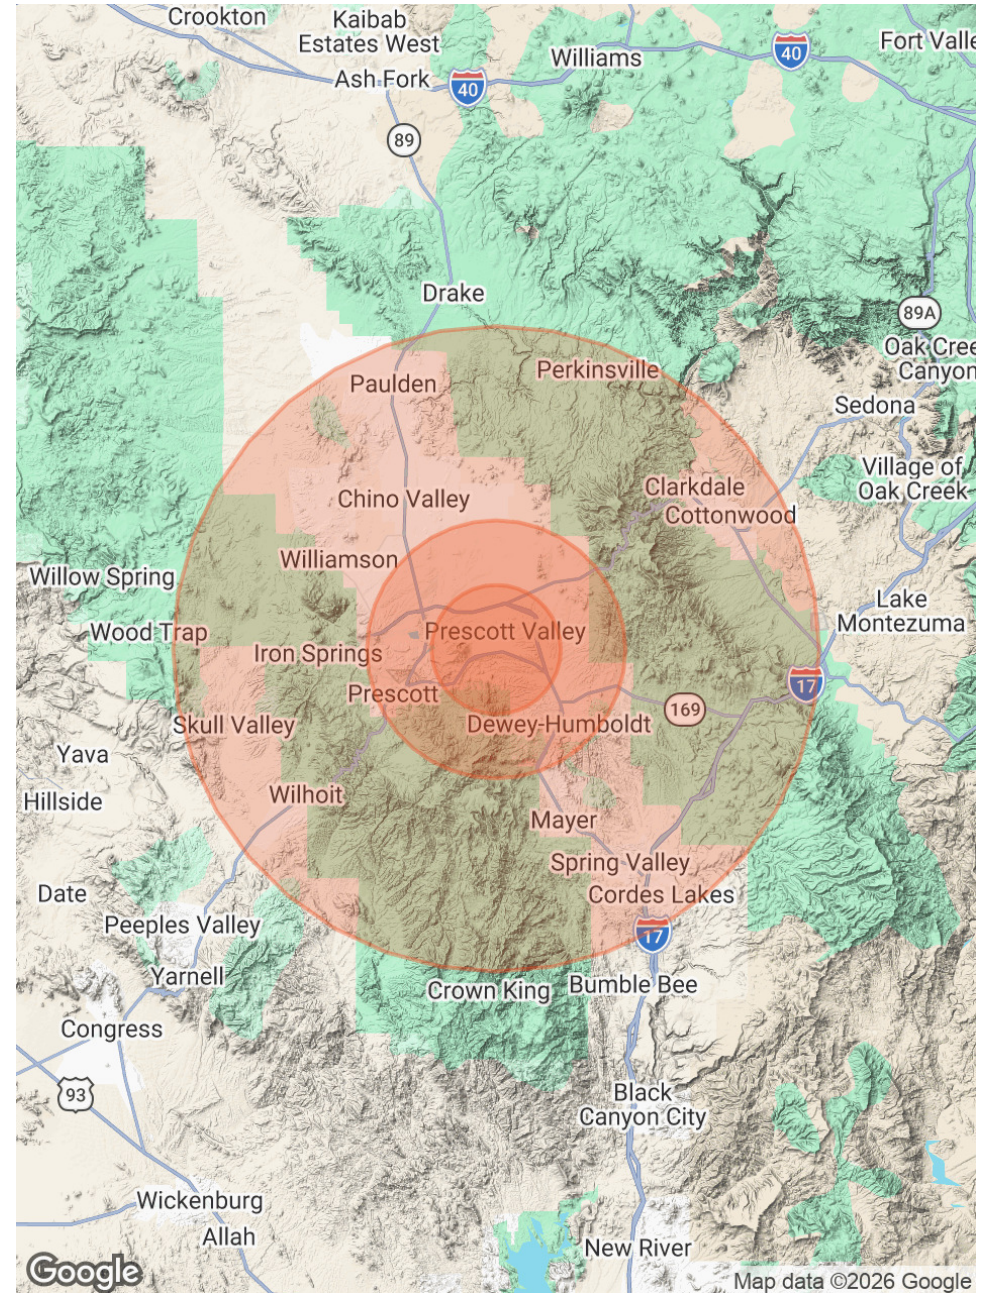 Crookton
Kaibab
Estates West
Williams
Fort Valle
40
Ash Fork
40
89
Drake
89A
Oak Cree
Canyon
Perkinsville
Paulden
Sedona
Village of
Oak Creek
Clarkdale
Chino Valley
Cottonwood
Williamson
Willow Spring
Lake
Montezuma
Wood Trap
Prescott Valley
Iron Springs
17
Prescott
169
Skull Valley
Dewey-Humboldt
Yava
Wilhoit
Hillside
Mayer
Spring Valley
Date
Cordes Lakes
Peeples Valley
17
Yarnell
Crown King
Bumble Bee
Congress
93
Black
Canyon City
Wickenburg
Allah
New River
Google
Map data ©2026 Google